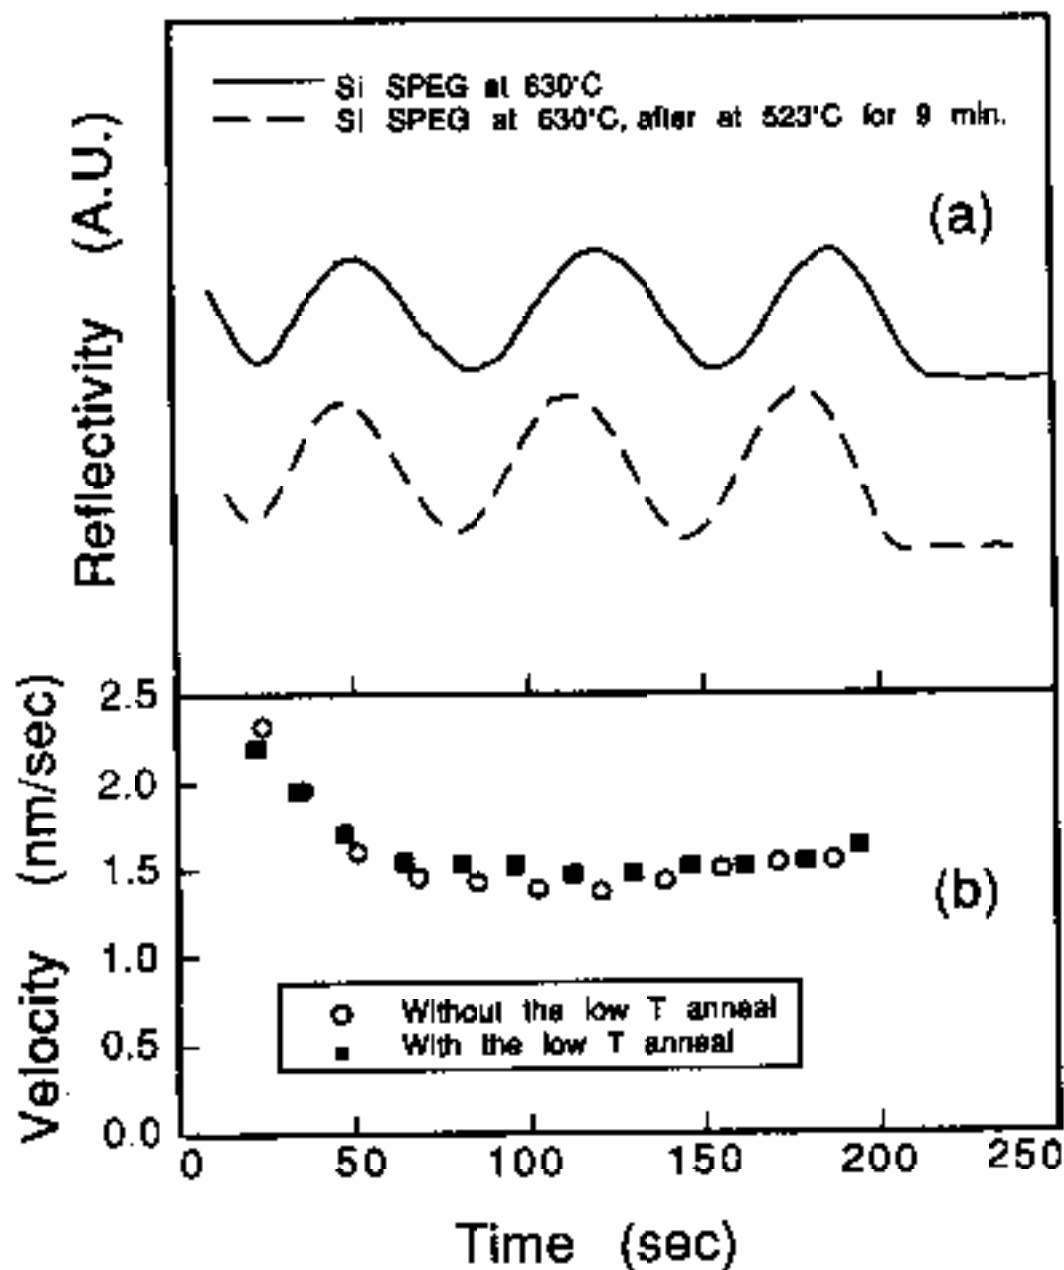 Si SPEG at 630°C
Si SPEG at 630°C, after at 523°C for 9 min.
(a)
Reflectivity (A.U.)
2.5
2.0
1.5
1.0
0.5
0.0
Velocity (nm/sec)
(b)
Without the low T anneal
With the low T anneal
0 50 100 150 200 250
Time (sec)